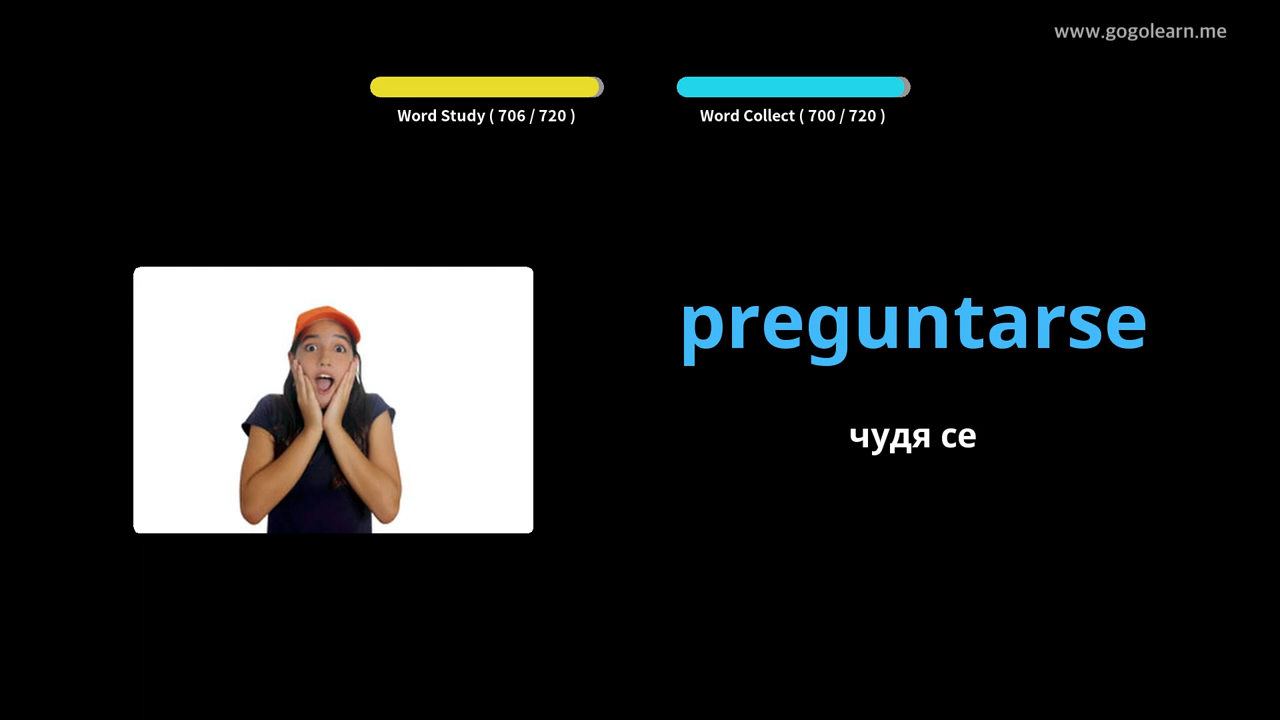 www.gogolearn.me
Word Study ( 706 / 720 )
Word Collect ( 700 / 720 )
preguntarse
чудя се